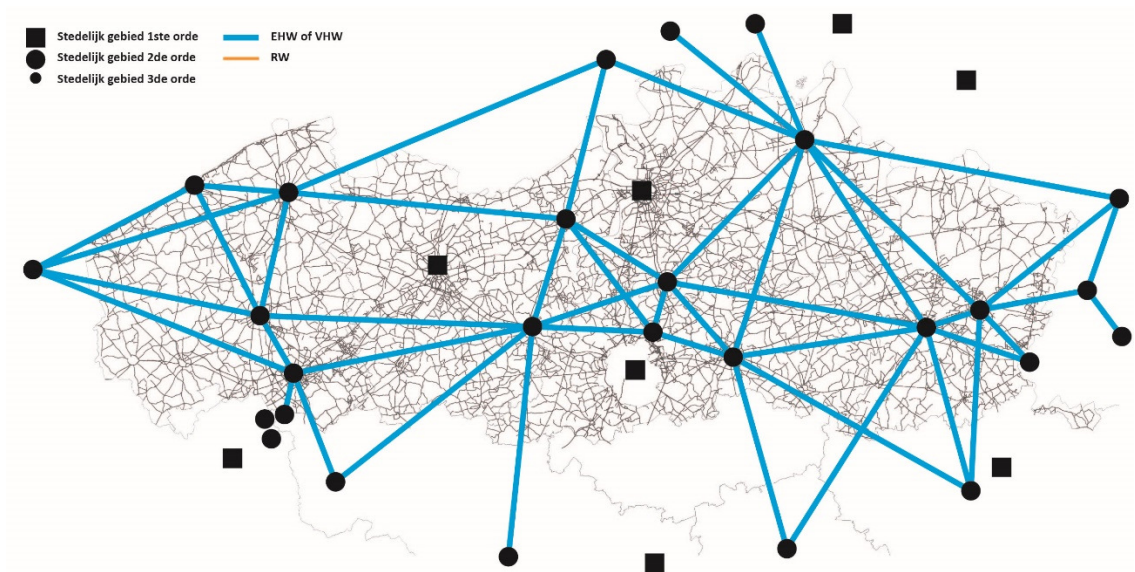 Stedelijk gebied 1ste orde
Stedelijk gebied 2de orde
Stedelijk gebied 3de orde
EHW of VHW
RW